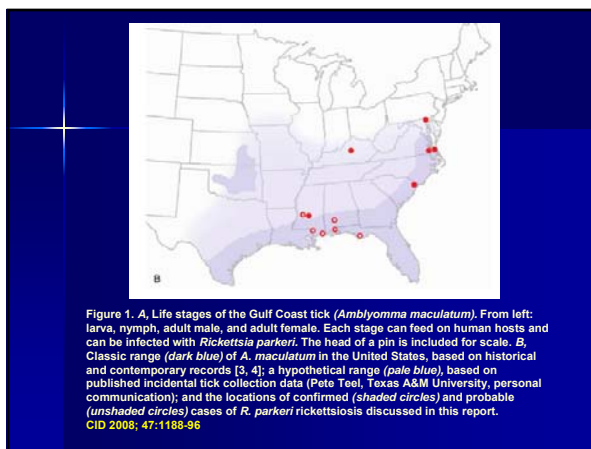 B
Figure 1. A, Life stages of the Gulf Coast tick (Amblyomma maculatum). From left:
larva, nymph, adult male, and adult female. Each stage can feed on human hosts and
can be infected with Rickettsia parkeri. The head of a pin is included for scale. B,
Classic range (dark blue) of A. maculatum in the United States, based on historical
and contemporary records [3, 4]; a hypothetical range (pale blue), based on
published incidental tick collection data (Pete Teel, Texas A&M University, personal
communication); and the locations of confirmed (shaded circles) and probable
(unshaded circles) cases of R. parkeri rickettsiosis discussed in this report.
CID 2008; 47:1188-96